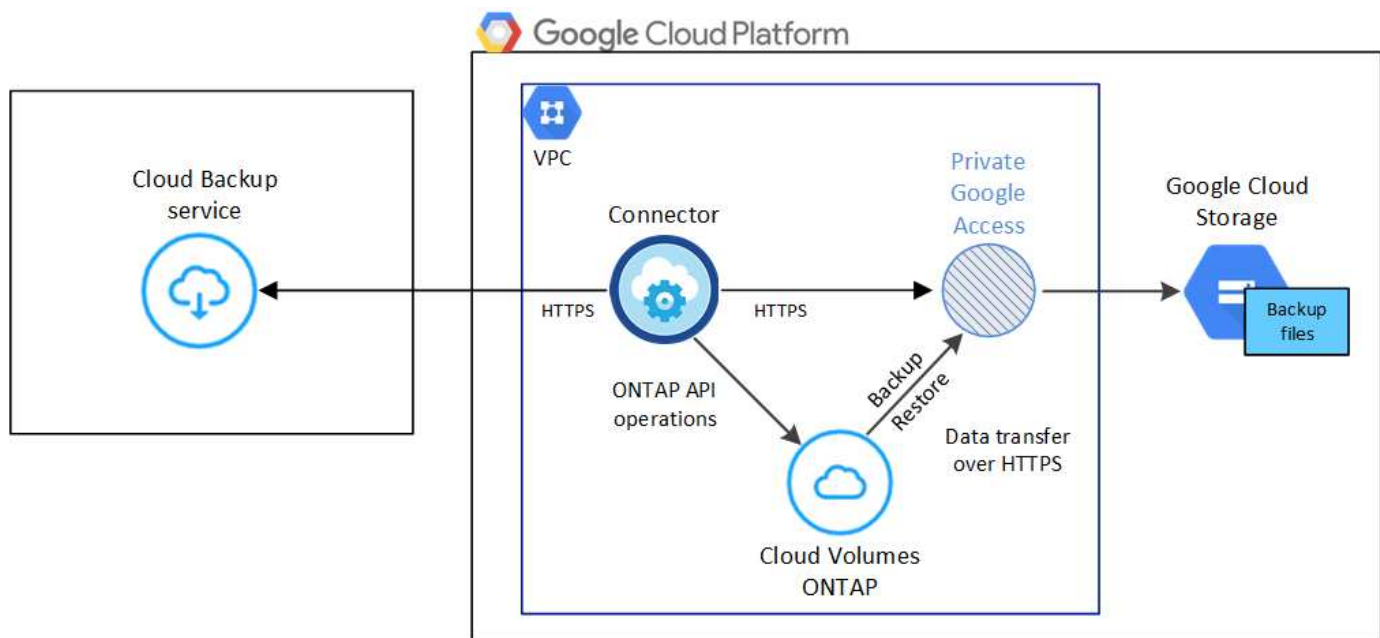 Google Cloud Platform
VPC
Cloud Backup
service
Connector
Private
Google
Access
Google Cloud
Storage
HTTPS
HTTPS
Backup
files
ONTAP API
operations
Backup
Restore
Data transfer
over HTTPS
Cloud Volumes
ONTAP